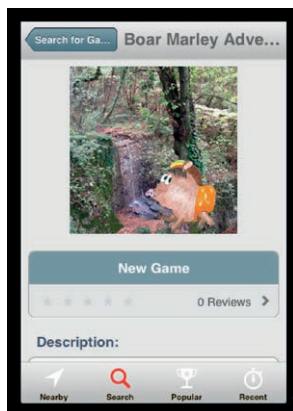 Search for Ga...
Boar Marley Adve...
New Game
0 Reviews
Description:
Nearby
Search
Popular
Recent